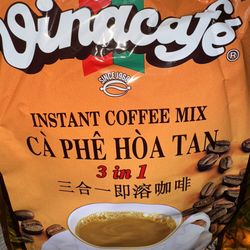 Vinacafé®
SINCE 1968
INSTANT COFFEE MIX
CÀ PHÊ HÒA TAN
3 in 1
三合一即溶咖啡